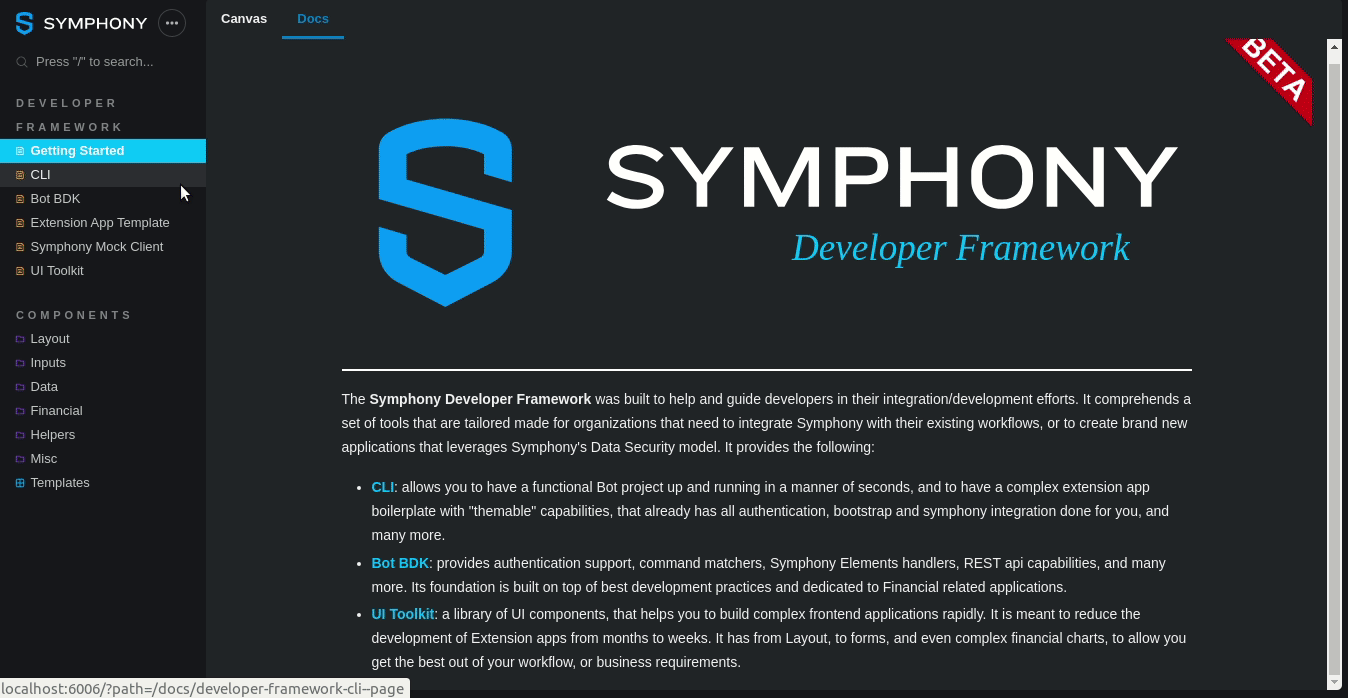 SYMPHONY
Press "/" to search...
DEVELOPER
FRAMEWORK
Getting Started
CLI
Bot BDK
Extension App Template
Symphony Mock Client
UI Toolkit
COMPONENTS
Layout
Inputs
Data
Financial
Helpers
Misc
Templates
Canvas Docs
BETA
SYMPHONY
Developer Framework
The Symphony Developer Framework was built to help and guide developers in their integration/development efforts. It comprehends a
set of tools that are tailored made for organizations that need to integrate Symphony with their existing workflows, or to create brand new
applications that leverages Symphony's Data Security model. It provides the following:
• CLI: allows you to have a functional Bot project up and running in a manner of seconds, and to have a complex extension app
boilerplate with "themable" capabilities, that already has all authentication, bootstrap and symphony integration done for you, and
many more.
• Bot BDK: provides authentication support, command matchers, Symphony Elements handlers, REST api capabilities, and many
more. Its foundation is built on top of best development practices and dedicated to Financial related applications.
• UI Toolkit: a library of UI components, that helps you to build complex frontend applications rapidly. It is meant to reduce the
development of Extension apps from months to weeks. It has from Layout, to forms, and even complex financial charts, to allow you
get the best out of your workflow, or business requirements.
localhost:6006/?path=/docs/developer-framework-cli--page